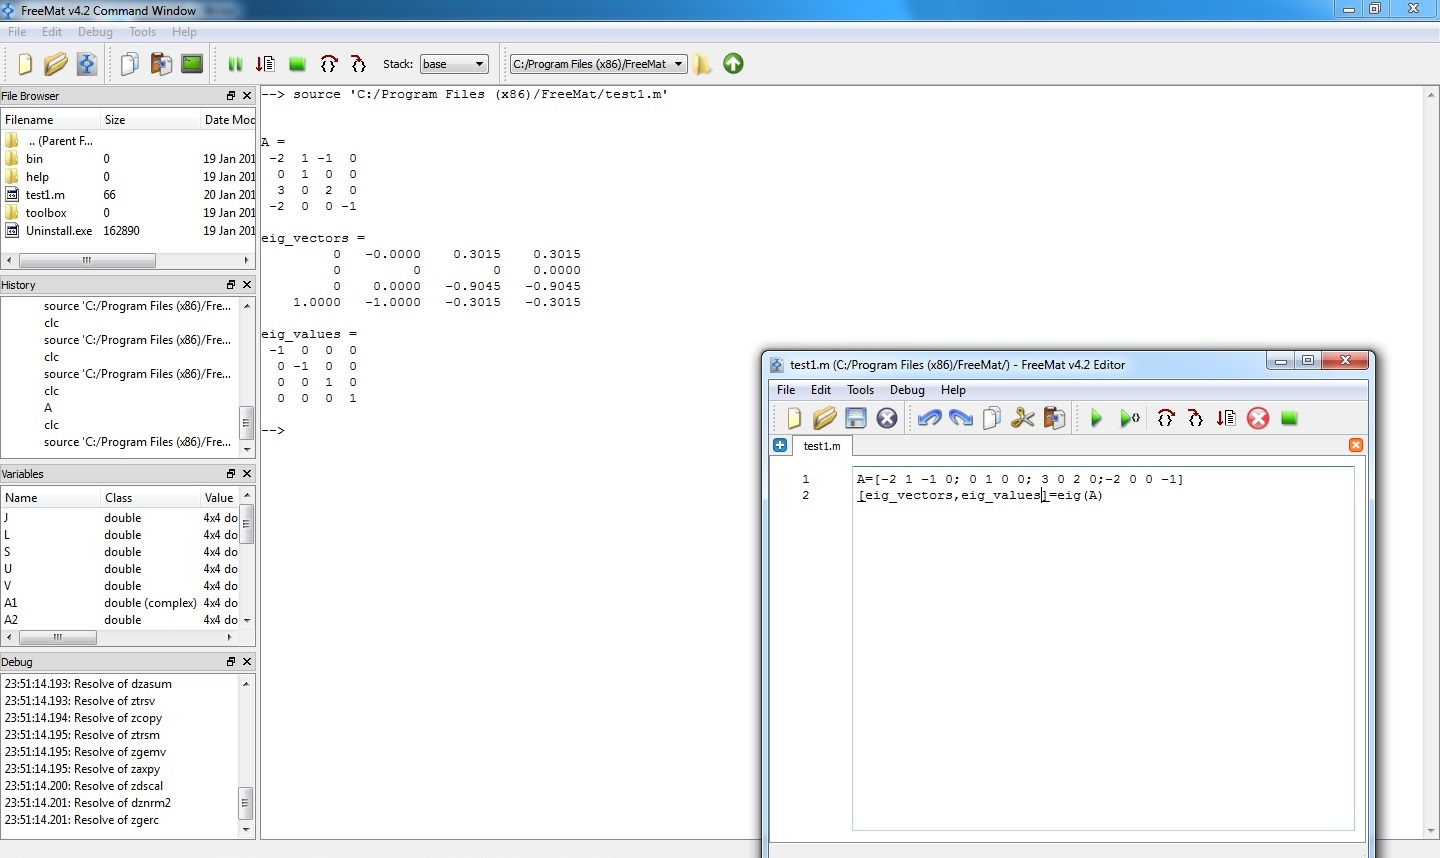 FreeMat v4.2 Command Window
File Edit Debug Tools Help
Stack: base C:/Program Files (x86)/FreeMat
File Browser
Filename Size Date Mod
.. (Parent F...
bin 0 19 Jan 201
help 0 19 Jan 201
test1.m 66 20 Jan 201
toolbox 0 19 Jan 201
Uninstall.exe 162890 19 Jan 201
History
source 'C:/Program Files (x86)/Fre...
clc
source 'C:/Program Files (x86)/Fre...
clc
source 'C:/Program Files (x86)/Fre...
clc
A
clc
source 'C:/Program Files (x86)/Fre...
Variables
Name Class Value
J double 4x4 do
L double 4x4 do
S double 4x4 do
U double 4x4 do
V double 4x4 do
A1 double (complex) 4x4 do
A2 double 4x4 do
Debug
23:51:14.193: Resolve of dzasum
23:51:14.193: Resolve of ztrsv
23:51:14.194: Resolve of zcopy
23:51:14.195: Resolve of ztrsm
23:51:14.195: Resolve of zgemv
23:51:14.195: Resolve of zaxpy
23:51:14.200: Resolve of zdscal
23:51:14.201: Resolve of dznrm2
23:51:14.201: Resolve of zgerc
--> source 'C:/Program Files (x86)/FreeMat/test1.m'
A =
-2 1 -1 0
0 1 0 0
3 0 2 0
-2 0 0 -1
eig_vectors =
0 -0.0000 0.3015 0.3015
0 0 0 0.0000
0 0.0000 -0.9045 -0.9045
1.0000 -1.0000 -0.3015 -0.3015
eig_values =
-1 0 0 0
0 -1 0 0
0 0 1 0
0 0 0 1
-->
test1.m (C:/Program Files (x86)/FreeMat/) - FreeMat v4.2 Editor
File Edit Tools Debug Help
test1.m
1 A=[-2 1 -1 0; 0 1 0 0; 3 0 2 0;-2 0 0 -1]
2 [eig_vectors,eig_values]=eig(A)